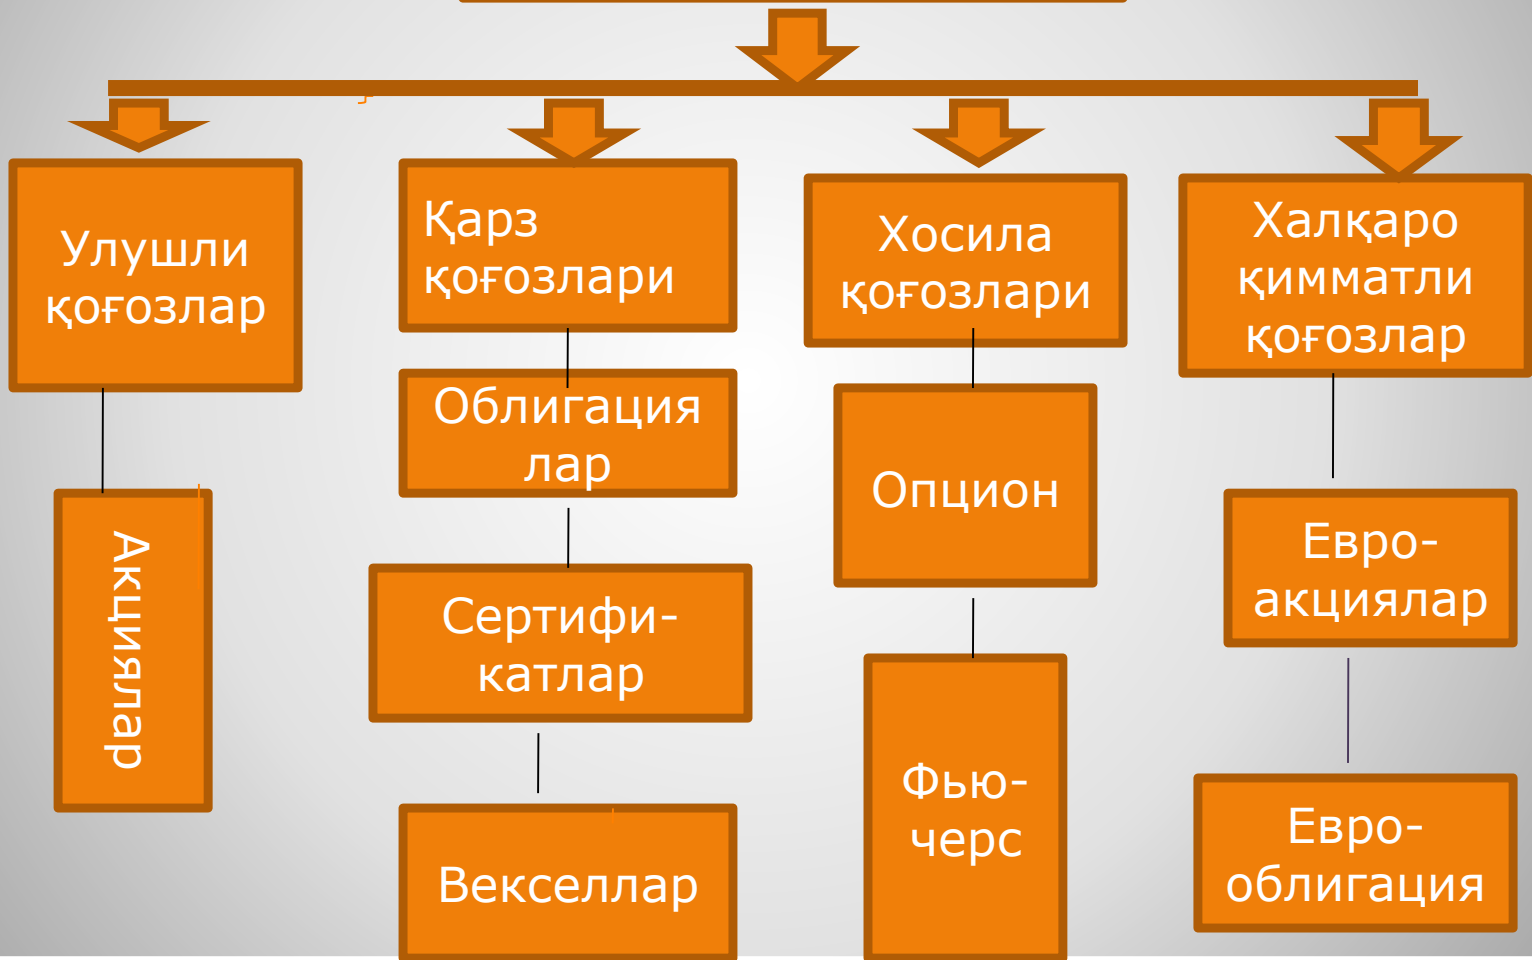 Улушли
қоғозлар
Акциялар
Қарз
қоғозлари
Облигация
лар
Сертифи-
катлар
Векселлар
Хосила
қоғозлари
Опцион
Фью-
черс
Халқаро
қимматли
қоғозлар
Евро-
акциялар
Евро-
облигация